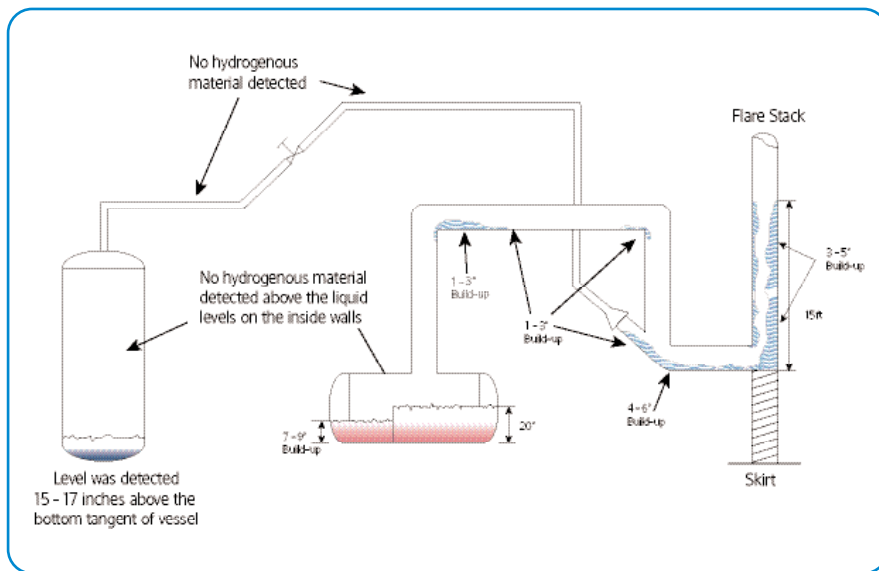 No hydrogenous
material detected
Flare Stack
No hydrogenous material
detected above the liquid
levels on the inside walls
1 - 3"
Build-up
3 - 5"
Build-up
15ft
1 - 3"
Build-up
4 - 6"
Build-up
7 - 9"
Build-up
20"
Level was detected
15 - 17 inches above the
bottom tangent of vessel
Skirt